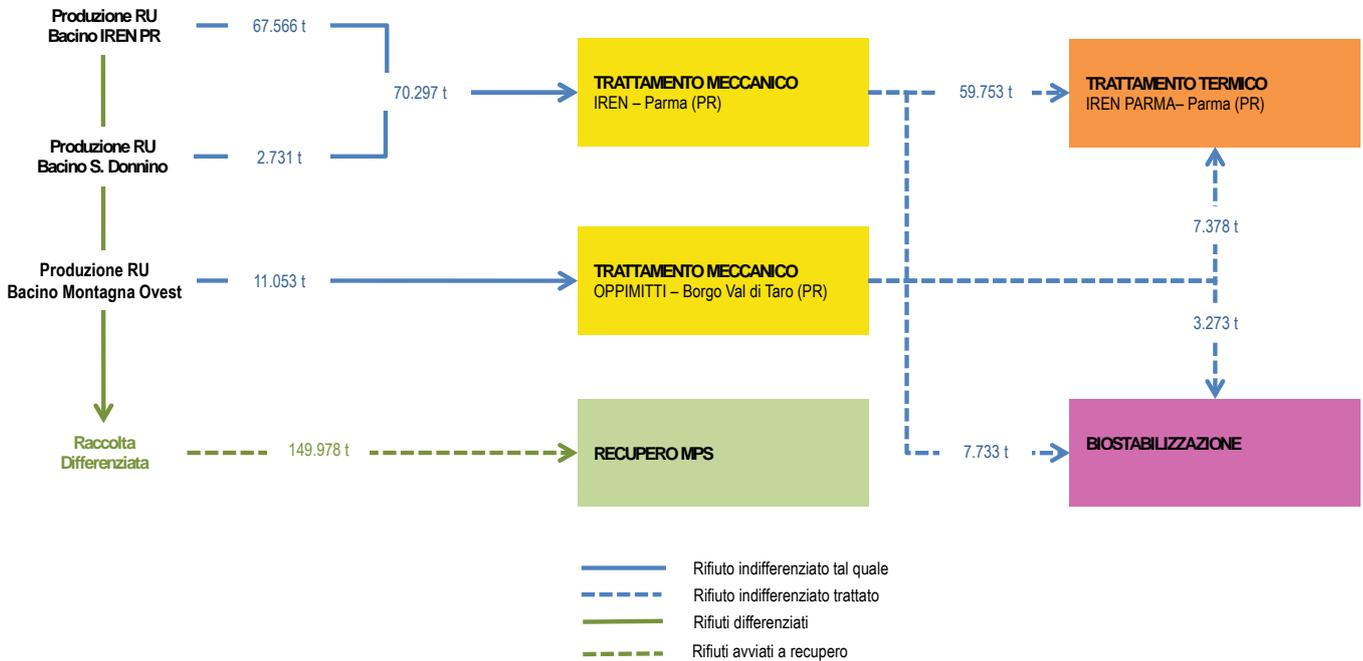 Produzione RU
Bacino IREN PR
67.566 t
70.297 t
TRATTAMENTO MECCANICO
IREN – Parma (PR)
59.753 t
TRATTAMENTO TERMICO
IREN PARMA– Parma (PR)
Produzione RU
Bacino S. Donnino
2.731 t
7.378 t
Produzione RU
Bacino Montagna Ovest
11.053 t
TRATTAMENTO MECCANICO
OPPIMITTI – Borgo Val di Taro (PR)
3.273 t
Raccolta
Differenziata
149.978 t
RECUPERO MPS
7.733 t
BIOSTABILIZZAZIONE
Rifiuto indifferenziato tal quale
Rifiuto indifferenziato trattato
Rifiuti differenziati
Rifiuti avviati a recupero